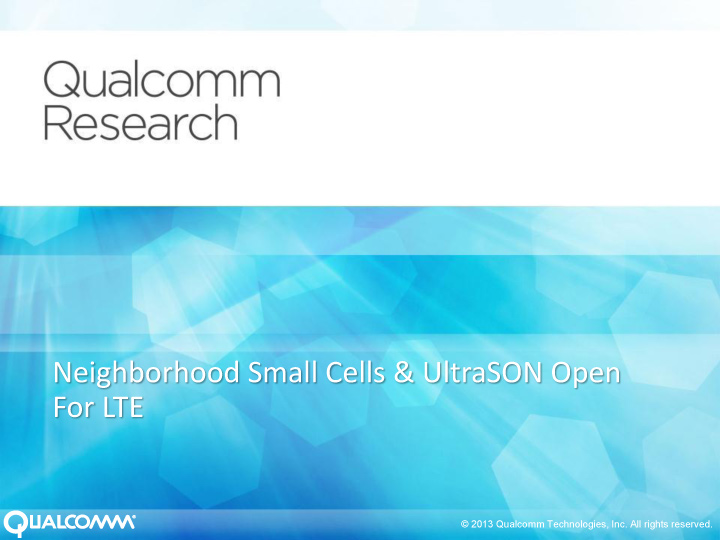 Qualcomm
Research
Neighborhood Small Cells & UltraSON Open
For LTE
QUALCOMM®
© 2013 Qualcomm Technologies, Inc. All rights reserved.